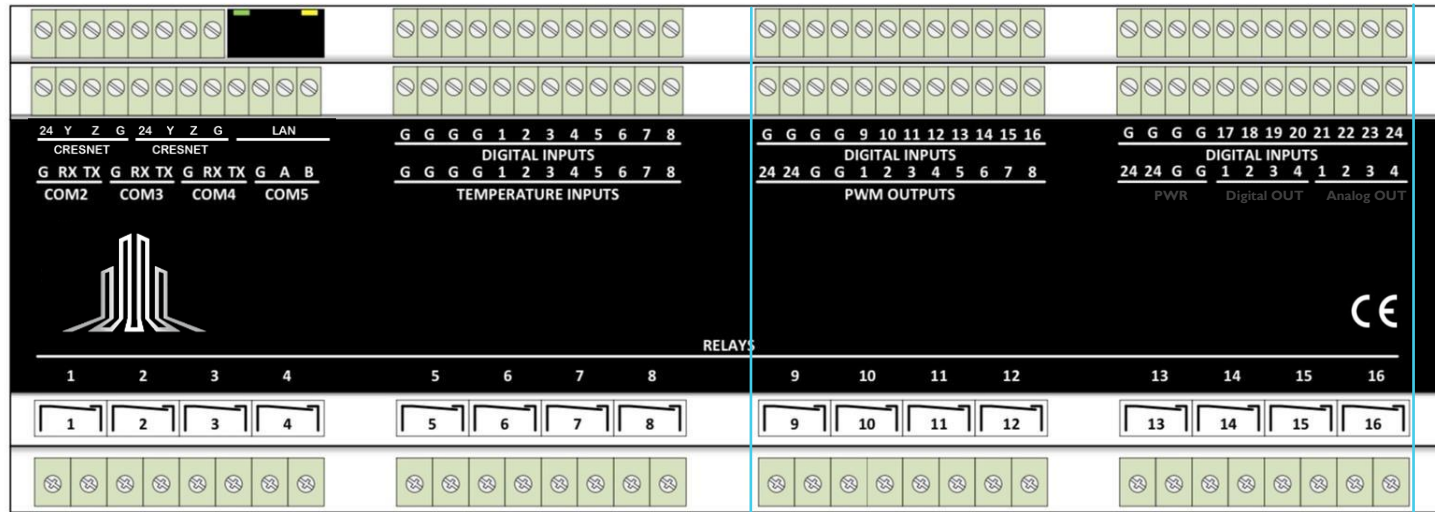 24 Y Z G 24 Y Z G LAN
CRESNET CRESNET
G RX TX G RX TX G RX TX G A B
COM2 COM3 COM4 COM5
G G G G 1 2 3 4 5 6 7 8
DIGITAL INPUTS
G G G G 1 2 3 4 5 6 7 8
TEMPERATURE INPUTS
G G G G 9 10 11 12 13 14 15 16
DIGITAL INPUTS
24 24 G G 1 2 3 4 5 6 7 8
PWM OUTPUTS
G G G G 17 18 19 20 21 22 23 24
DIGITAL INPUTS
24 24 G G 1 2 3 4 1 2 3 4
PWR Digital OUT Analog OUT
CE
RELAYS
1 2 3 4 5 6 7 8 9 10 11 12 13 14 15 16
1 2 3 4 5 6 7 8 9 10 11 12 13 14 15 16